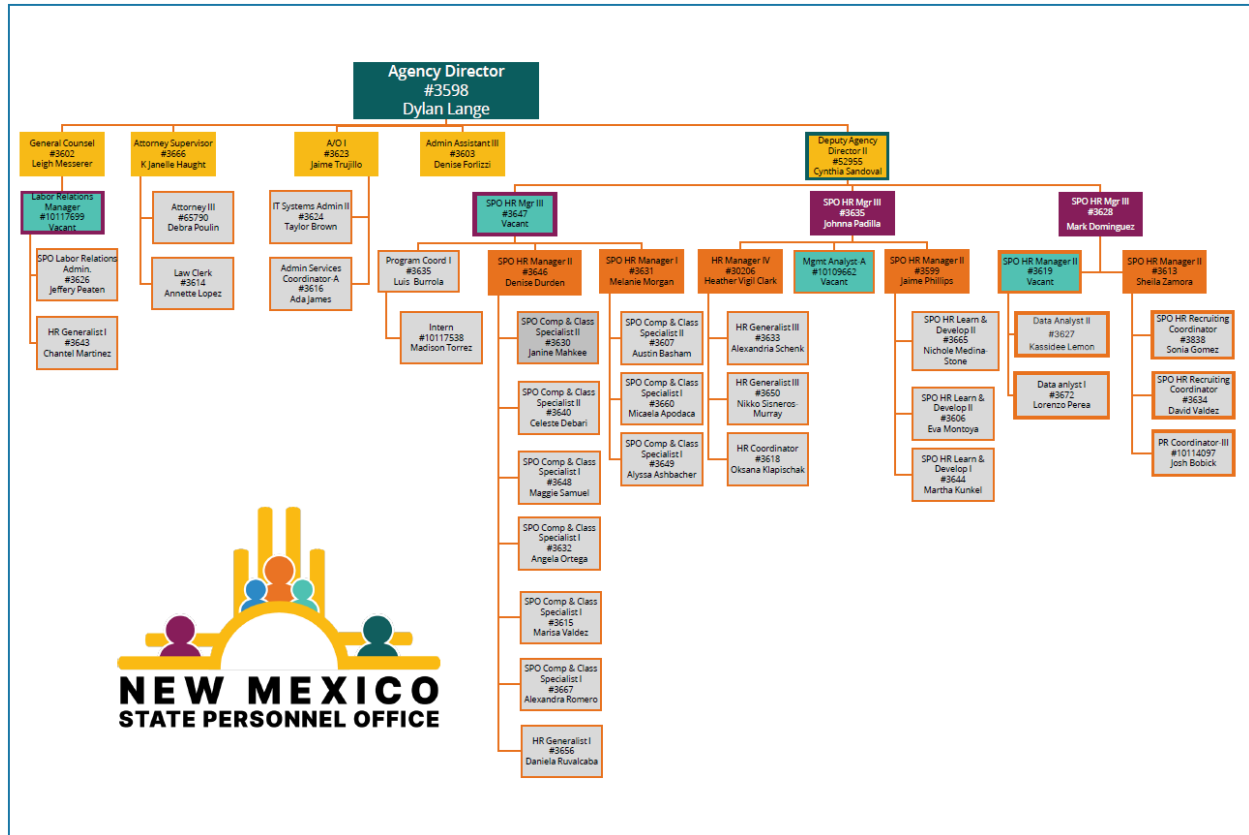 Agency Director
#3598
Dylan Lange
General Counsel
#3602
Leigh Messerer
Attorney Supervisor
#3666
K Janelle Haught
A/O I
#3623
Jaime Trujillo
Admin Assistant III
#3603
Denise Forlizzi
Deputy Agency
Director II
#52955
Cynthia Sandoval
Labor Relations
Manager
#10117699
Vacant
SPO Labor Relations
Admin.
#3626
Jeffery Peaten
HR Generalist I
#3643
Chantel Martinez
Attorney III
#65790
Debra Poulin
Law Clerk
#3614
Annette Lopez
IT Systems Admin II
#3624
Taylor Brown
Admin Services
Coordinator-A
#3616
Ada James
SPO HR Mgr III
#3647
Vacant
SPO HR Mgr III
#3635
Johnna Padilla
SPO HR Mgr III
#3628
Mark Dominguez
Program Coord I
#3635
Luis Burrola
Intern
#10117538
Madison Torrez
SPO HR Manager II
#3646
Denise Durden
SPO Comp & Class
Specialist II
#3630
Janine Mahkee
SPO Comp & Class
Specialist II
#3640
Celeste Debari
SPO Comp & Class
Specialist I
#3648
Maggie Samuel
SPO Comp & Class
Specialist I
#3632
Angela Ortega
SPO Comp & Class
Specialist I
#3615
Marisa Valdez
SPO Comp & Class
Specialist I
#3667
Alexandra Romero
HR Generalist I
#3656
Daniela Ruvalcaba
SPO HR Manager I
#3631
Melanie Morgan
SPO Comp & Class
Specialist II
#3607
Austin Basham
SPO Comp & Class
Specialist I
#3660
Micaela Apodaca
SPO Comp & Class
Specialist I
#3649
Alyssa Ashbacher
HR Manager IV
#30206
Heather Vigil Clark
HR Generalist III
#3633
Alexandria Schenk
HR Generalist III
#3650
Nikko Sisneros-
Murray
HR Coordinator
#3618
Oksana Klapischak
Mgmt Analyst-A
#10109662
Vacant
SPO HR Manager II
#3599
Jaime Phillips
SPO HR Learn &
Develop II
#3665
Nichole Medina-
Stone
SPO HR Learn &
Develop II
#3606
Eva Montoya
SPO HR Learn &
Develop I
#3644
Martha Kunkel
SPO HR Manager II
#3619
Vacant
Data Analyst II
#3627
Kassidee Lemon
Data anlyst I
#3672
Lorenzo Perea
SPO HR Manager II
#3613
Sheila Zamora
SPO HR Recruiting
Coordinator
#3838
Sonia Gomez
SPO HR Recruiting
Coordinator
#3634
David Valdez
PR Coordinator-III
#10114097
Josh Bobick
NEW MEXICO
STATE PERSONNEL OFFICE